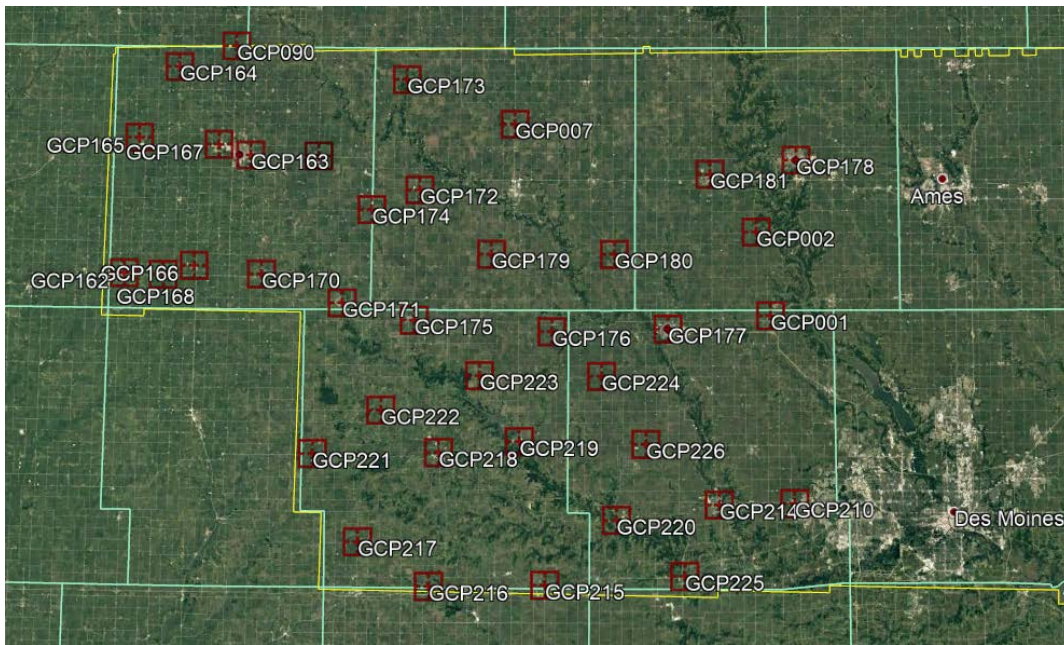 GCP090
GCP164
GCP173
GCP007
GCP165
GCP167
GCP163
GCP178
GCP181
Ames
GCP172
GCP174
GCP002
GCP179
GCP180
GCP162
GCP166
GCP168
GCP170
GCP171
GCP175
GCP176
GCP177
GCP001
GCP223
GCP224
GCP222
GCP219
GCP226
GCP221
GCP218
GCP214
GCP210
GCP220
Des Moines
GCP217
GCP225
GCP216
GCP215